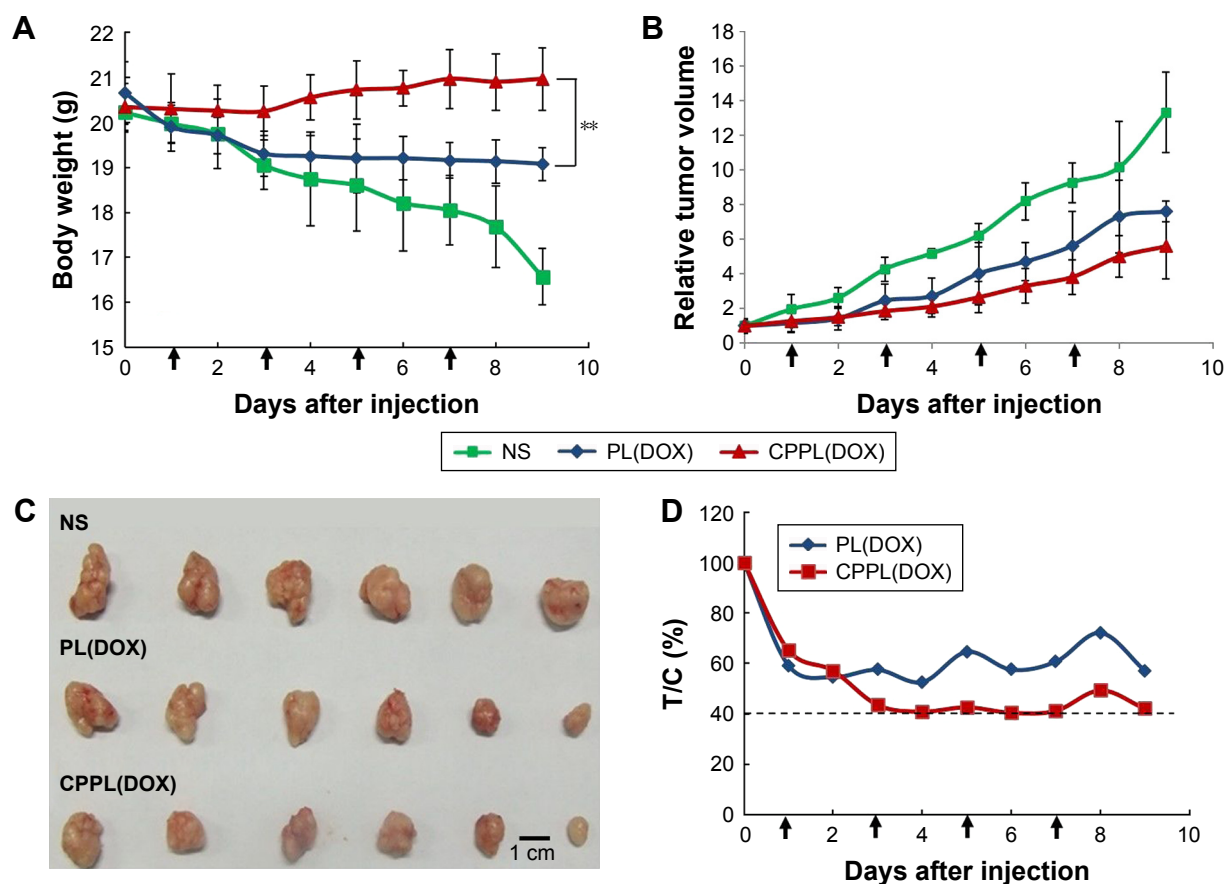 A
22
21
20
19
18
17
16
15
Body weight (g)
0
2
4
6
8
10
Days after injection
**
B
18
16
14
12
10
8
6
4
2
0
Relative tumor volume
0
2
4
6
8
10
Days after injection
NS
PL(DOX)
CPPL(DOX)
C
NS
PL(DOX)
CPPL(DOX)
1 cm
D
120
100
80
60
40
20
0
T/C (%)
PL(DOX)
CPPL(DOX)
0
2
4
6
8
10
Days after injection